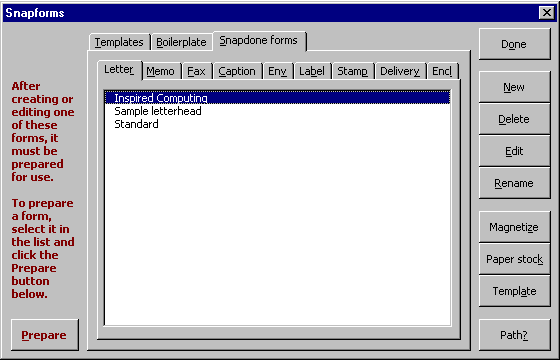 Snapforms
Templates Boilerplate Snapdone forms
Letter Memo Fax Caption Env Label Stamp Delivery Encl
Inspired Computing
Sample letterhead
Standard
After
creating or
editing one
of these
forms, it
must be
prepared
for use.
To prepare
a form,
select it in
the list and
click the
Prepare
button
below.
Prepare
Done
New
Delete
Edit
Rename
Magnetize
Paper stock
Template
Path?